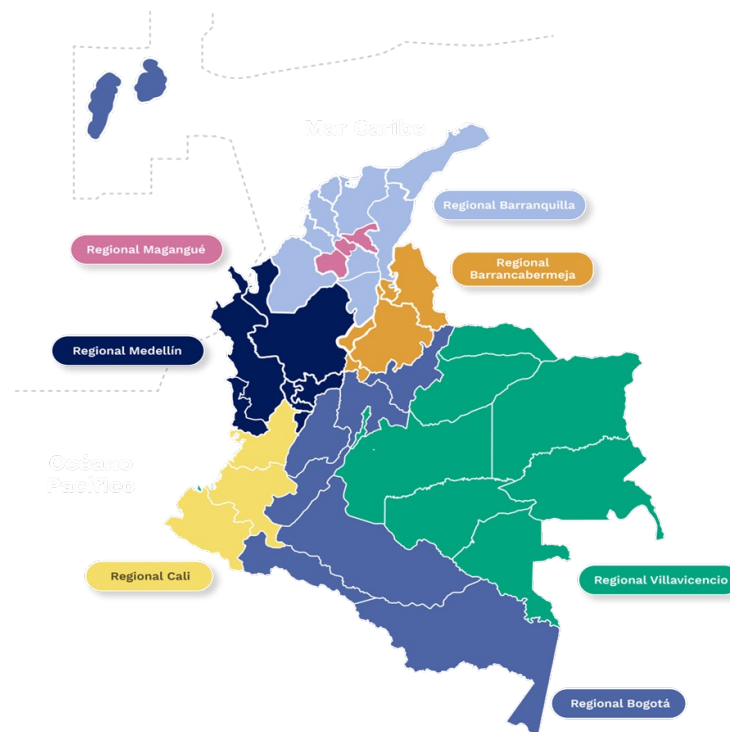 Mar Caribe
Regional Barranquilla
Regional Magangué
Regional
Barrancabermeja
Regional Medellín
Océano
Pacífico
Regional Cali
Regional Villavicencio
Regional Bogotá